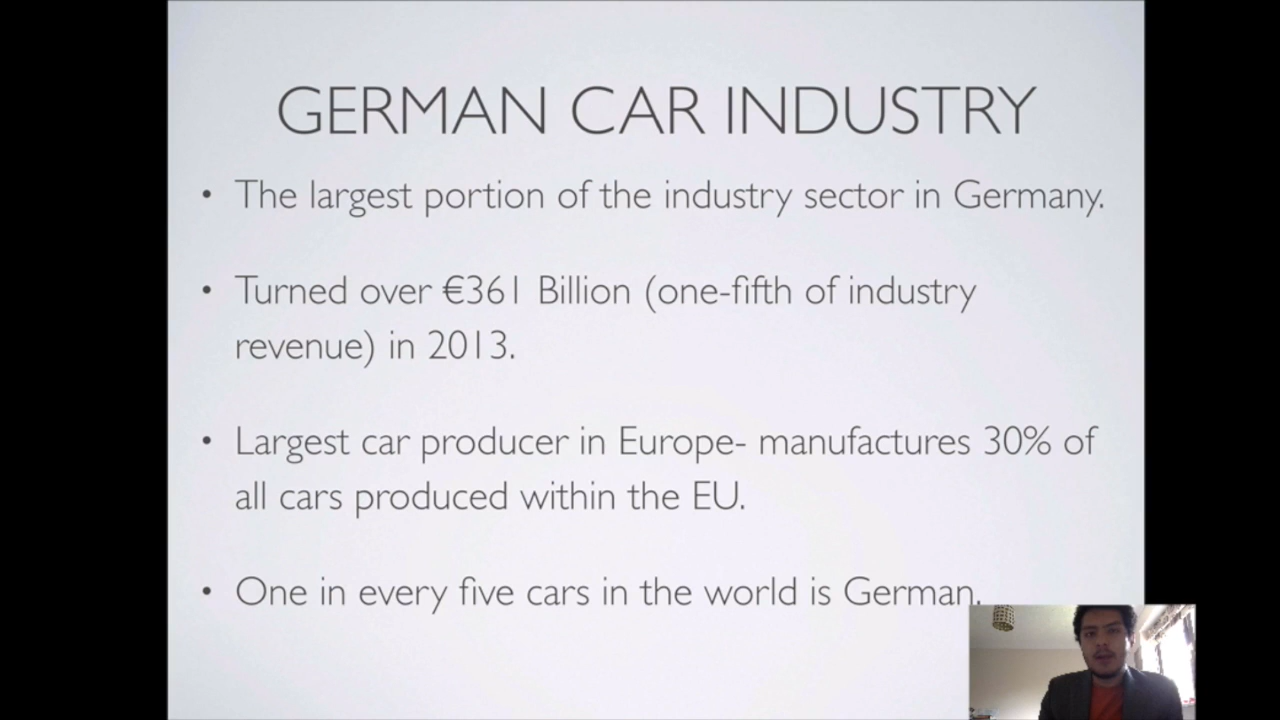 GERMAN CAR INDUSTRY
• The largest portion of the industry sector in Germany.
• Turned over €361 Billion (one-fifth of industry
revenue) in 2013.
• Largest car producer in Europe- manufactures 30% of
all cars produced within the EU.
• One in every five cars in the world is German.